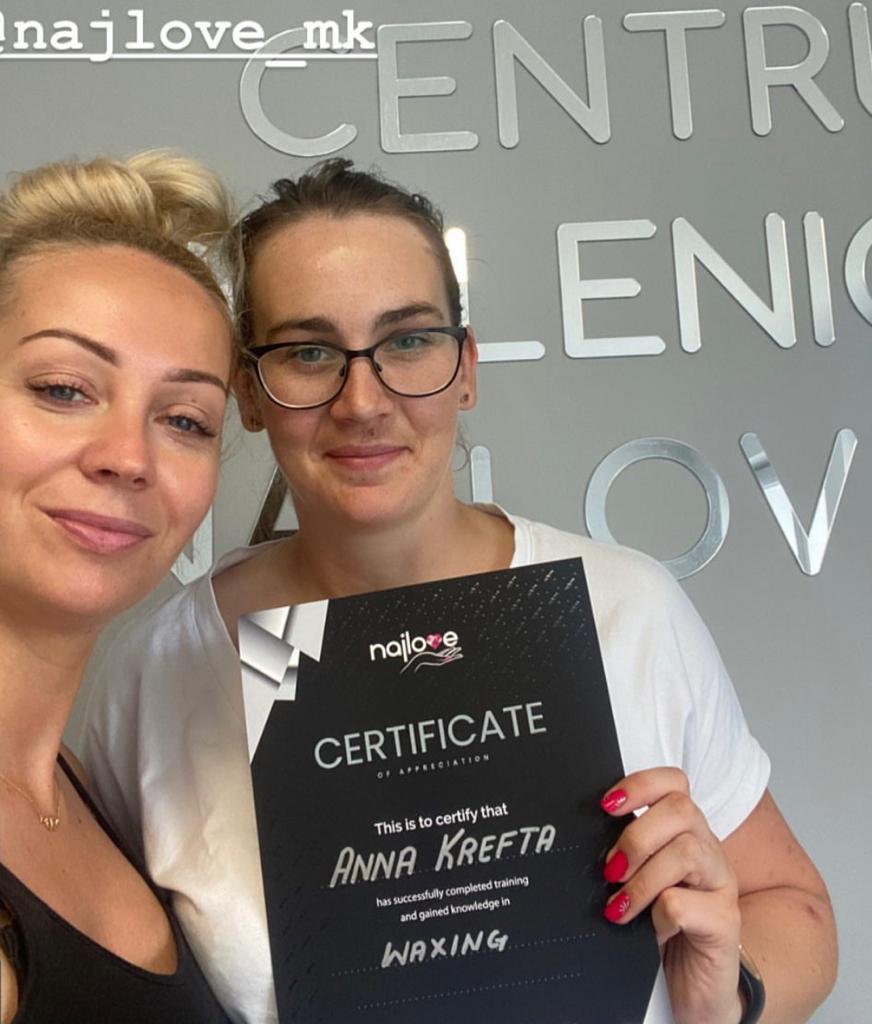 @najlove_mk
CENTRU
LENIC
NAJLOV
najlove
CERTIFICATE
OF APPRECIATION
This is to certify that
ANNA KREFTA
has successfully completed training
and gained knowledge in
WAXING